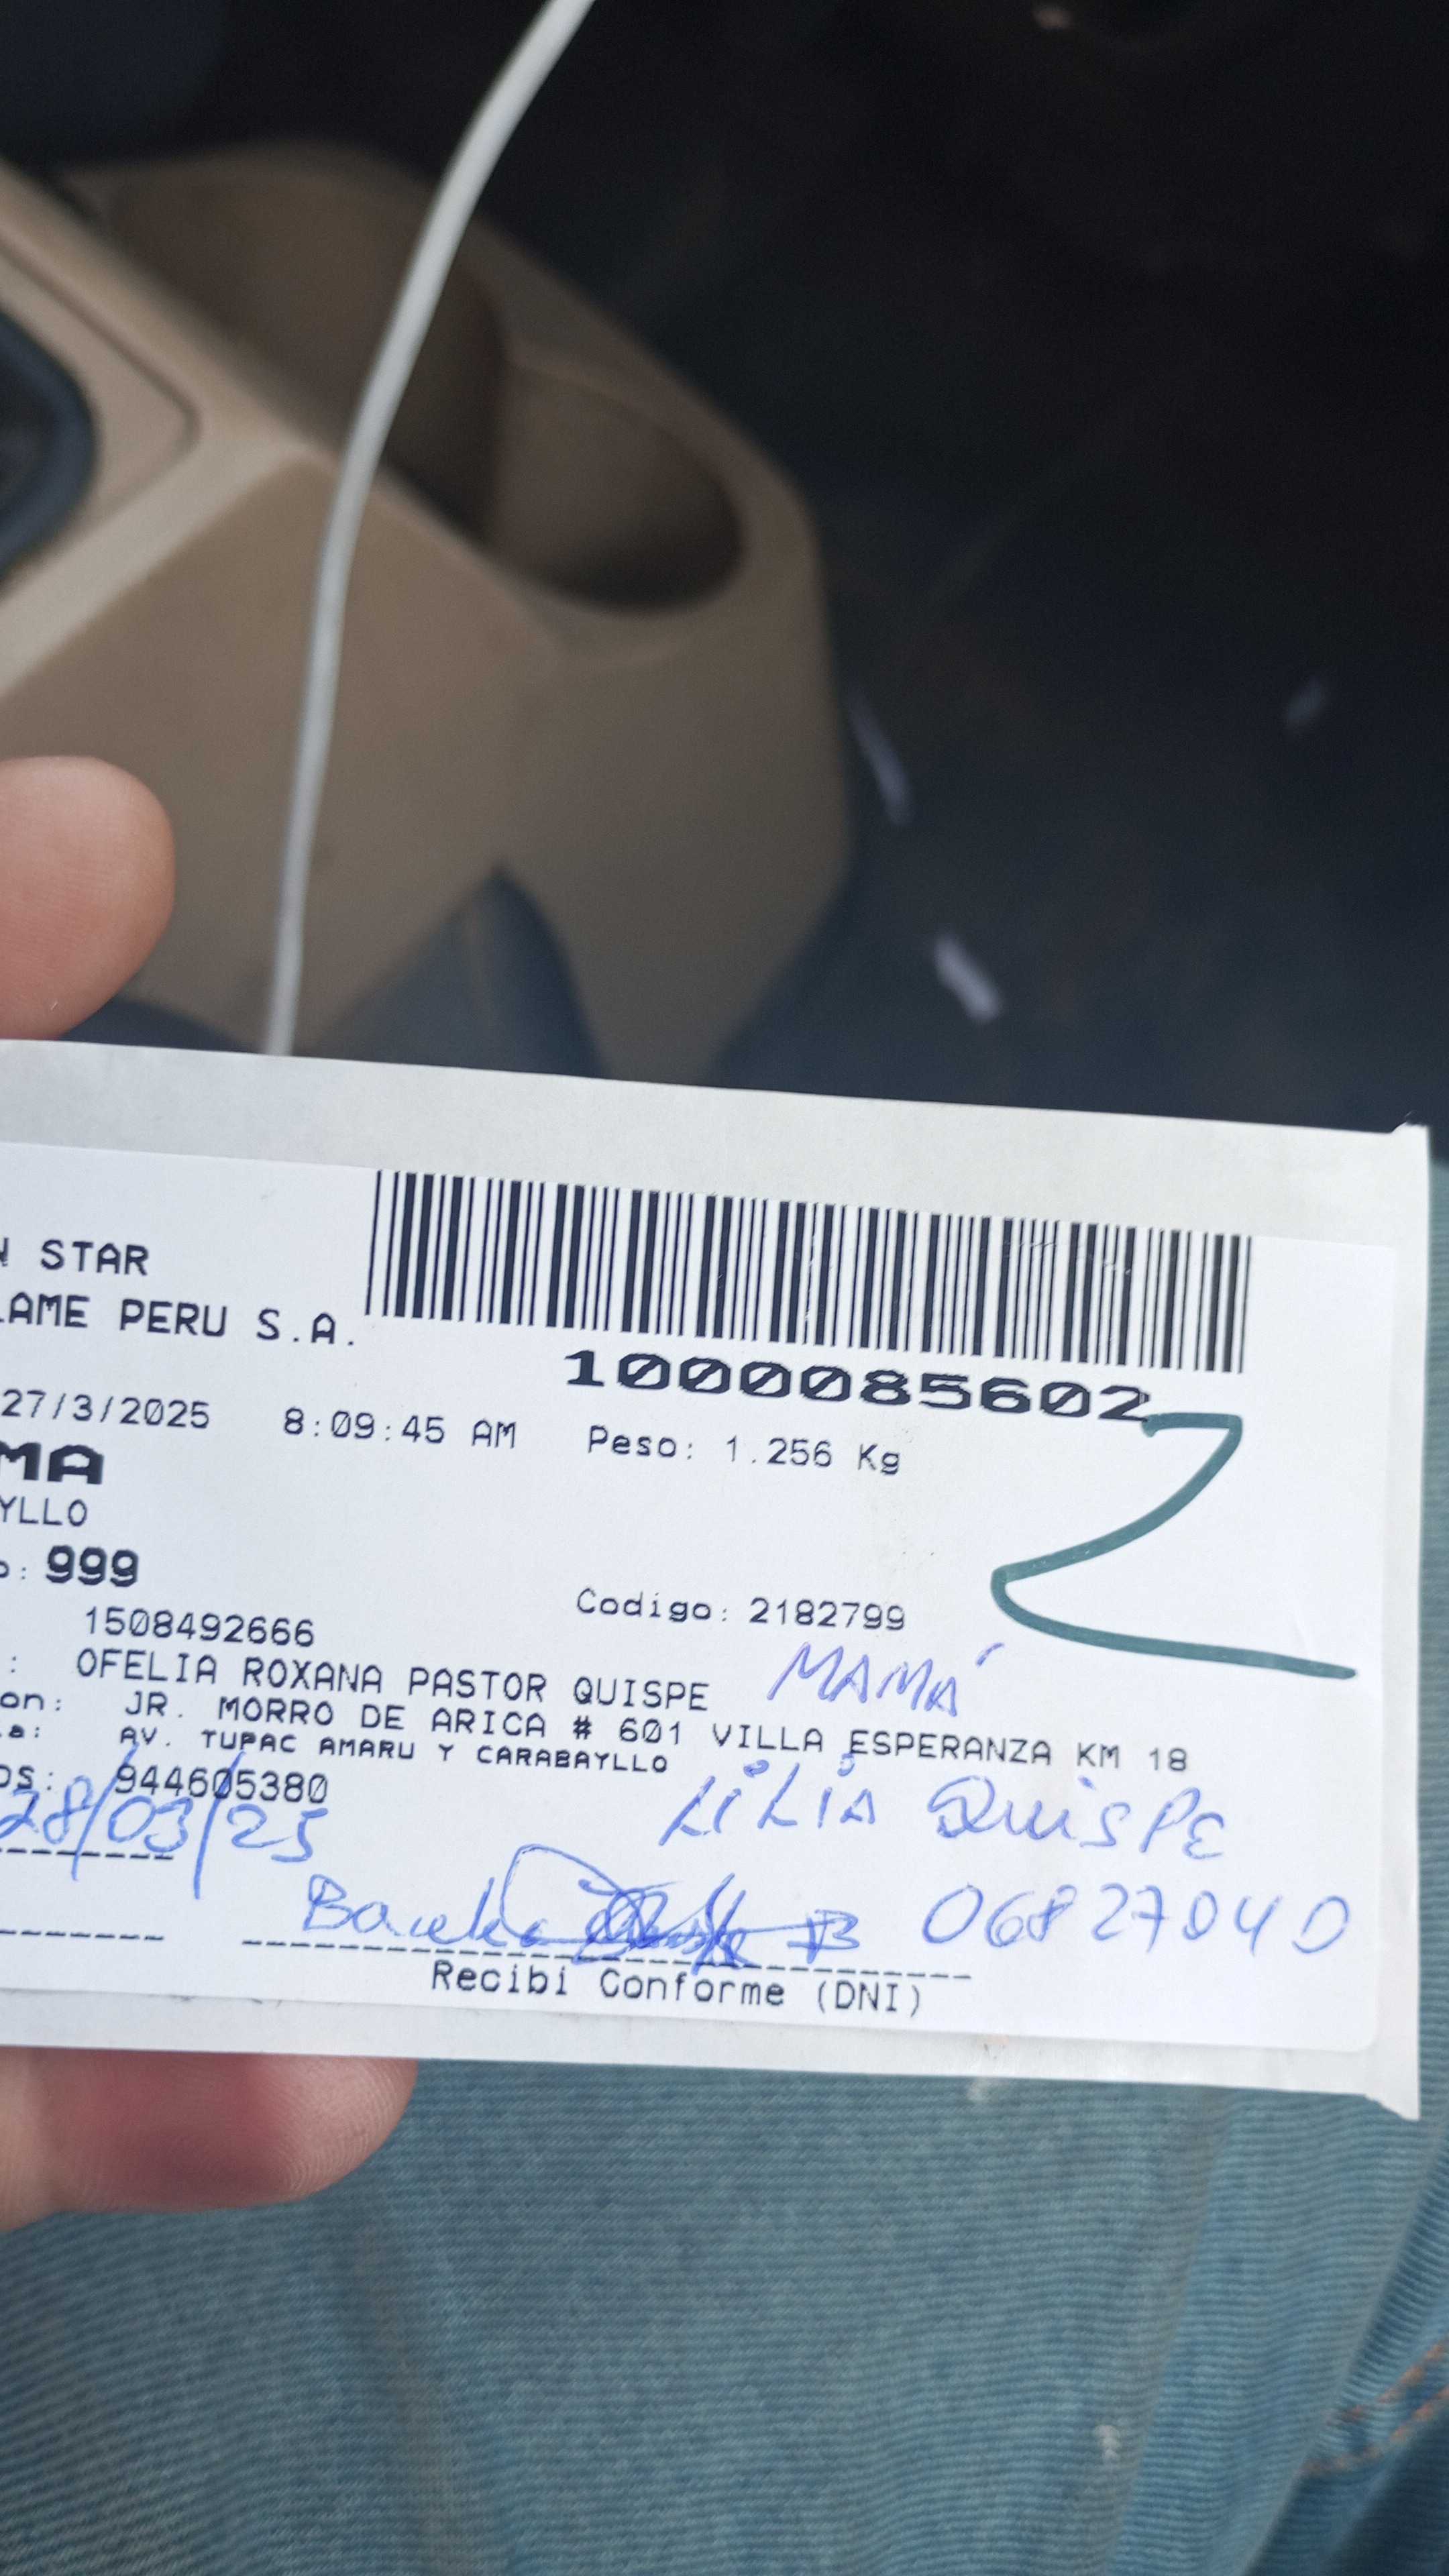 STAR
LAME PERU S.A.
1000085602
27/3/2025 8:09:45 AM Peso: 1.256 Kg
MA
YLLO
o: 999
1508492666 Codigo: 2182799
: OFELIA ROXANA PASTOR QUISPE MAMÁ
on: JR. MORRO DE ARICA # 601 VILLA ESPERANZA KM 18
a: AV. TUPAC AMARU Y CARABAYLLO
OS: 944605380
28/03/25 LiLiA QuisPE
06827040
Recibi Conforme (DNI)